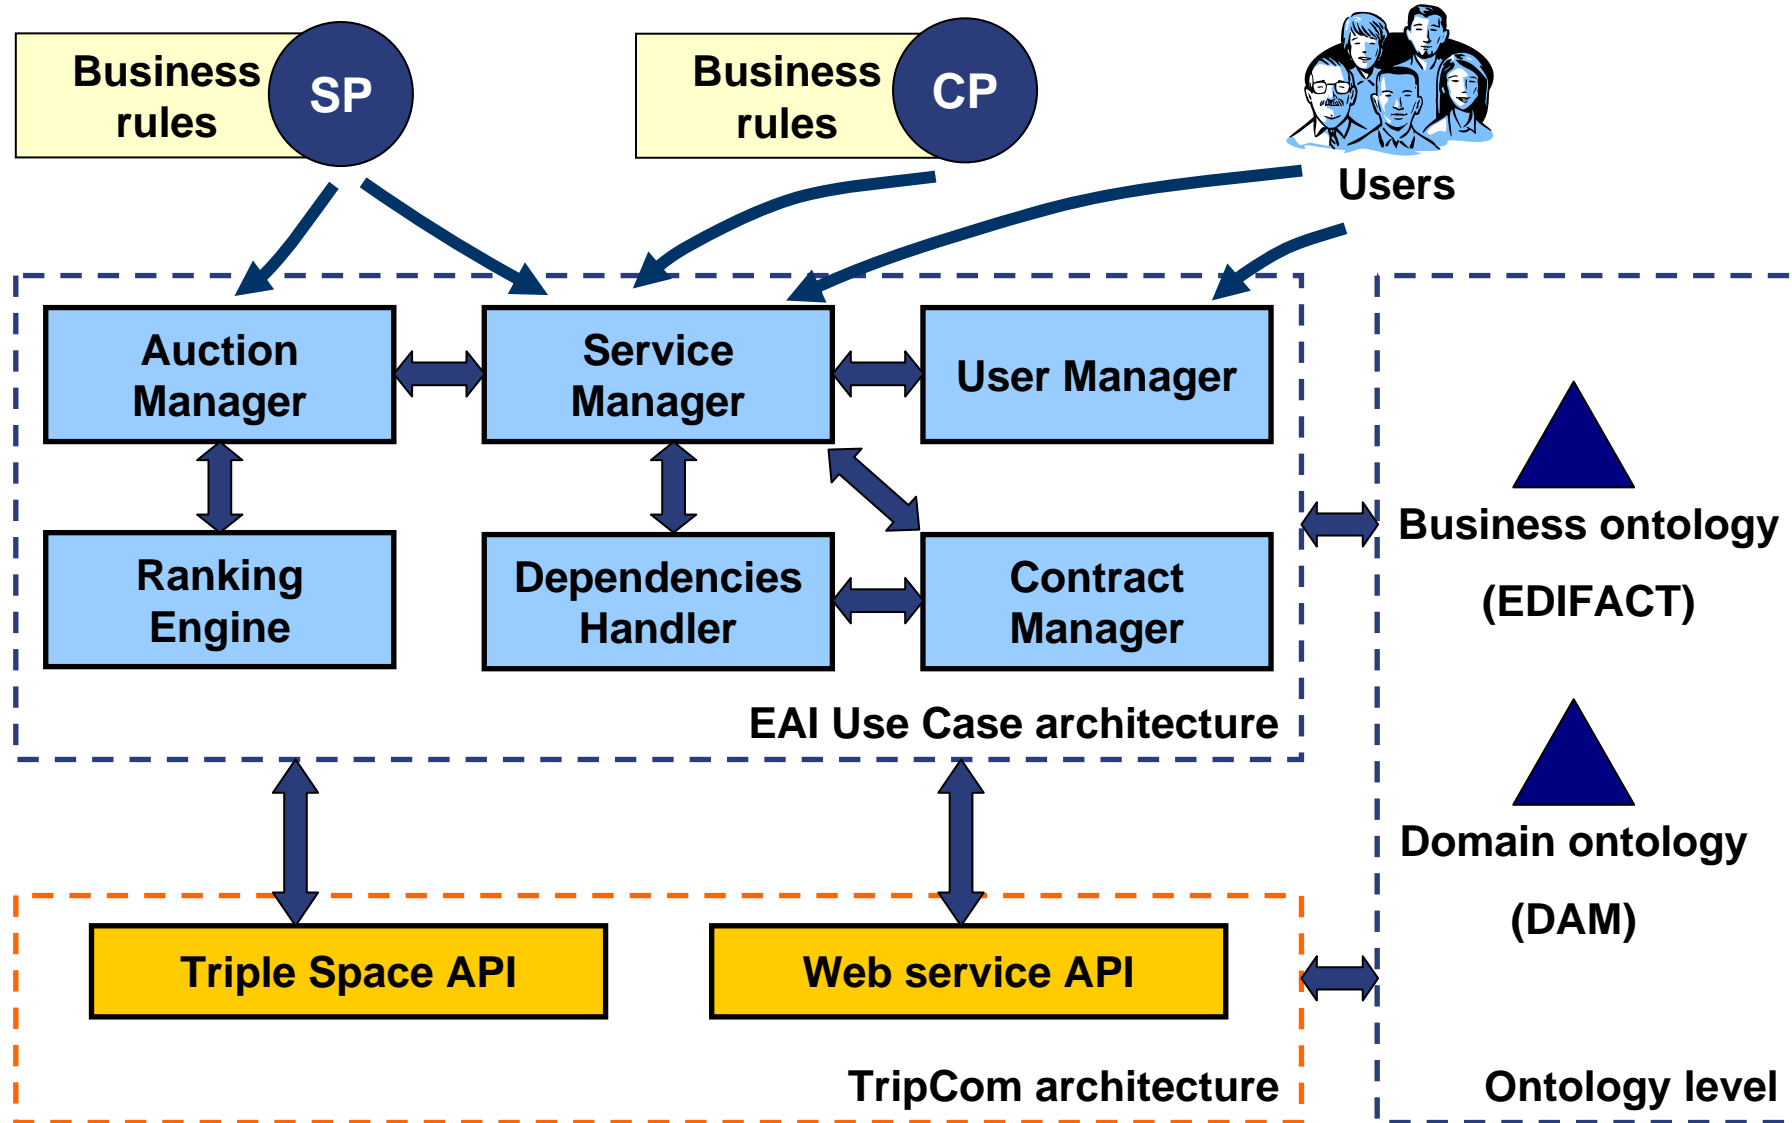 Business
rules
SP
Business
rules
CP
Users
Auction
Manager
Service
Manager
User Manager
Ranking
Engine
Dependencies
Handler
Contract
Manager
EAI Use Case architecture
Business ontology
(EDIFACT)
Domain ontology
(DAM)
Triple Space API
Web service API
TripCom architecture
Ontology level